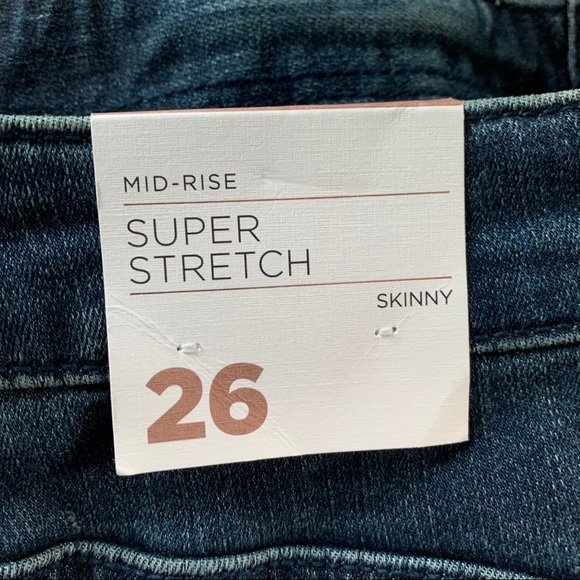 MID-RISE
SUPER
STRETCH
SKINNY
26